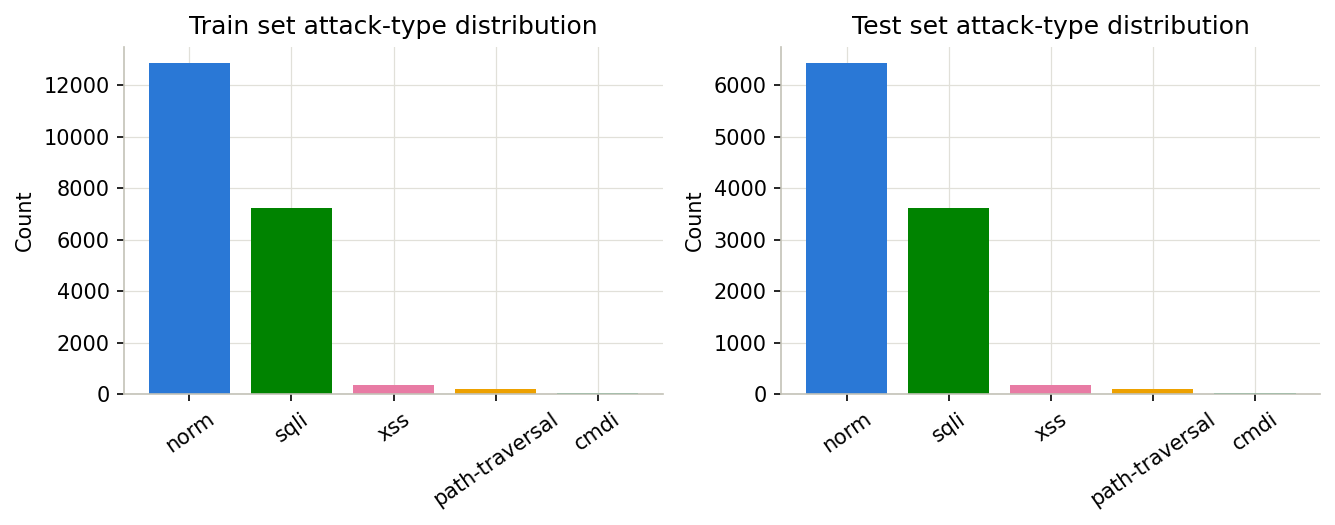 Train set attack-type distribution
Count
12000
10000
8000
6000
4000
2000
0
norm
sqli
xss
path-traversal
cmdi
Test set attack-type distribution
Count
6000
5000
4000
3000
2000
1000
0
norm
sqli
xss
path-traversal
cmdi